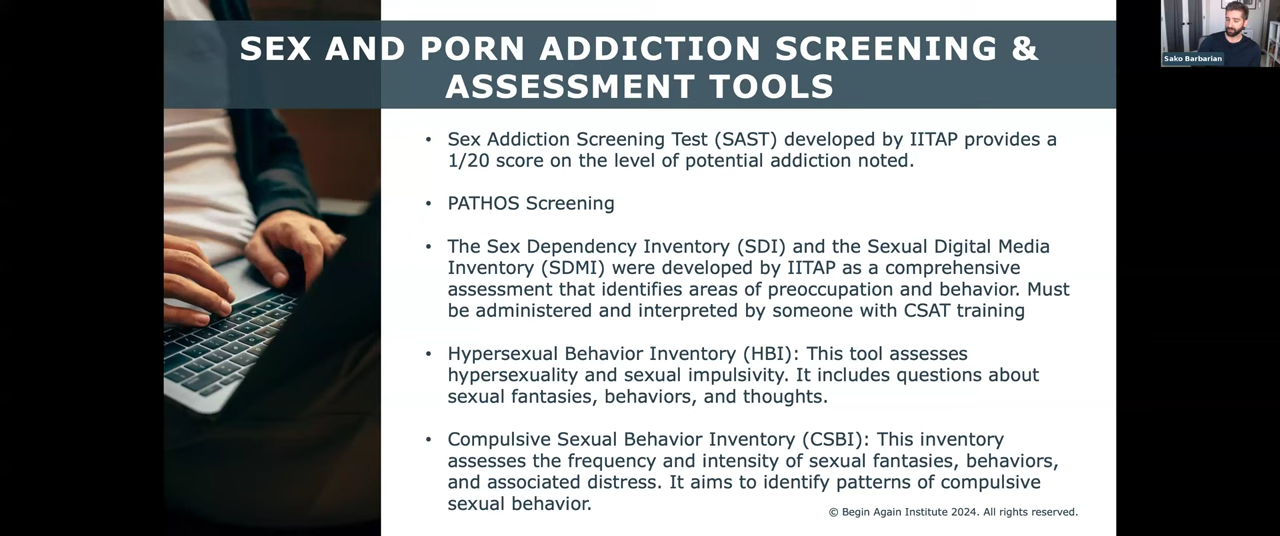 SEX AND PORN ADDICTION SCREENING &
ASSESSMENT TOOLS
• Sex Addiction Screening Test (SAST) developed by IITAP provides a
1/20 score on the level of potential addiction noted.
• PATHOS Screening
• The Sex Dependency Inventory (SDI) and the Sexual Digital Media
Inventory (SDMI) were developed by IITAP as a comprehensive
assessment that identifies areas of preoccupation and behavior. Must
be administered and interpreted by someone with CSAT training
• Hypersexual Behavior Inventory (HBI): This tool assesses
hypersexuality and sexual impulsivity. It includes questions about
sexual fantasies, behaviors, and thoughts.
• Compulsive Sexual Behavior Inventory (CSBI): This inventory
assesses the frequency and intensity of sexual fantasies, behaviors,
and associated distress. It aims to identify patterns of compulsive
sexual behavior.
© Begin Again Institute 2024. All rights reserved.
Sako Barbarian